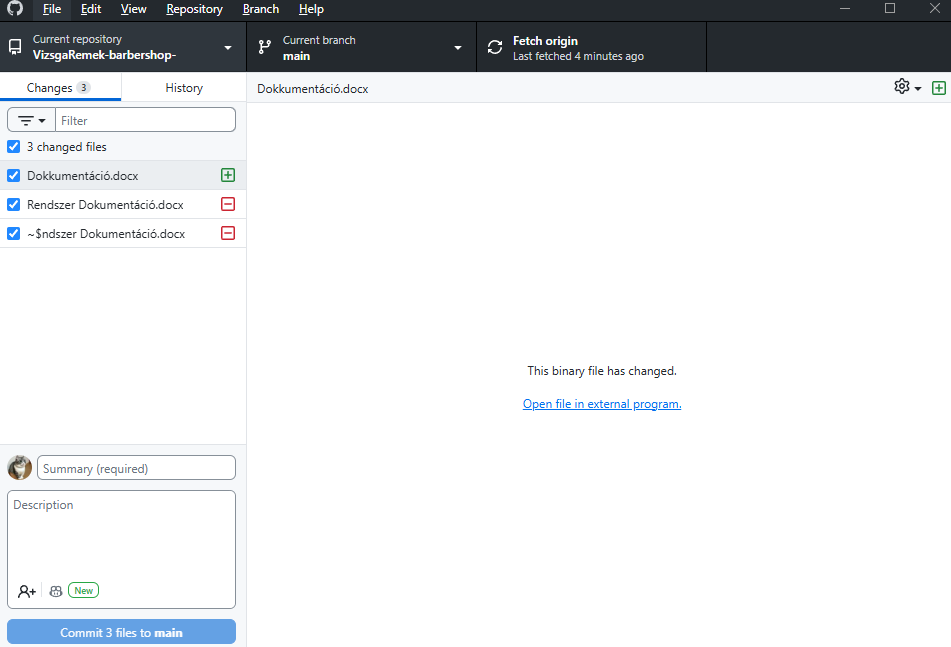 File Edit View Repository Branch Help
Current repository
VizsgaRemek-barbershop-
Current branch
main
Fetch origin
Last fetched 4 minutes ago
Changes 3
History
Dokkumentáció.docx
Filter
3 changed files
Dokkumentáció.docx
Rendszer Dokumentáció.docx
~$ndszer Dokumentáció.docx
This binary file has changed.
Open file in external program.
Summary (required)
Description
New
Commit 3 files to main